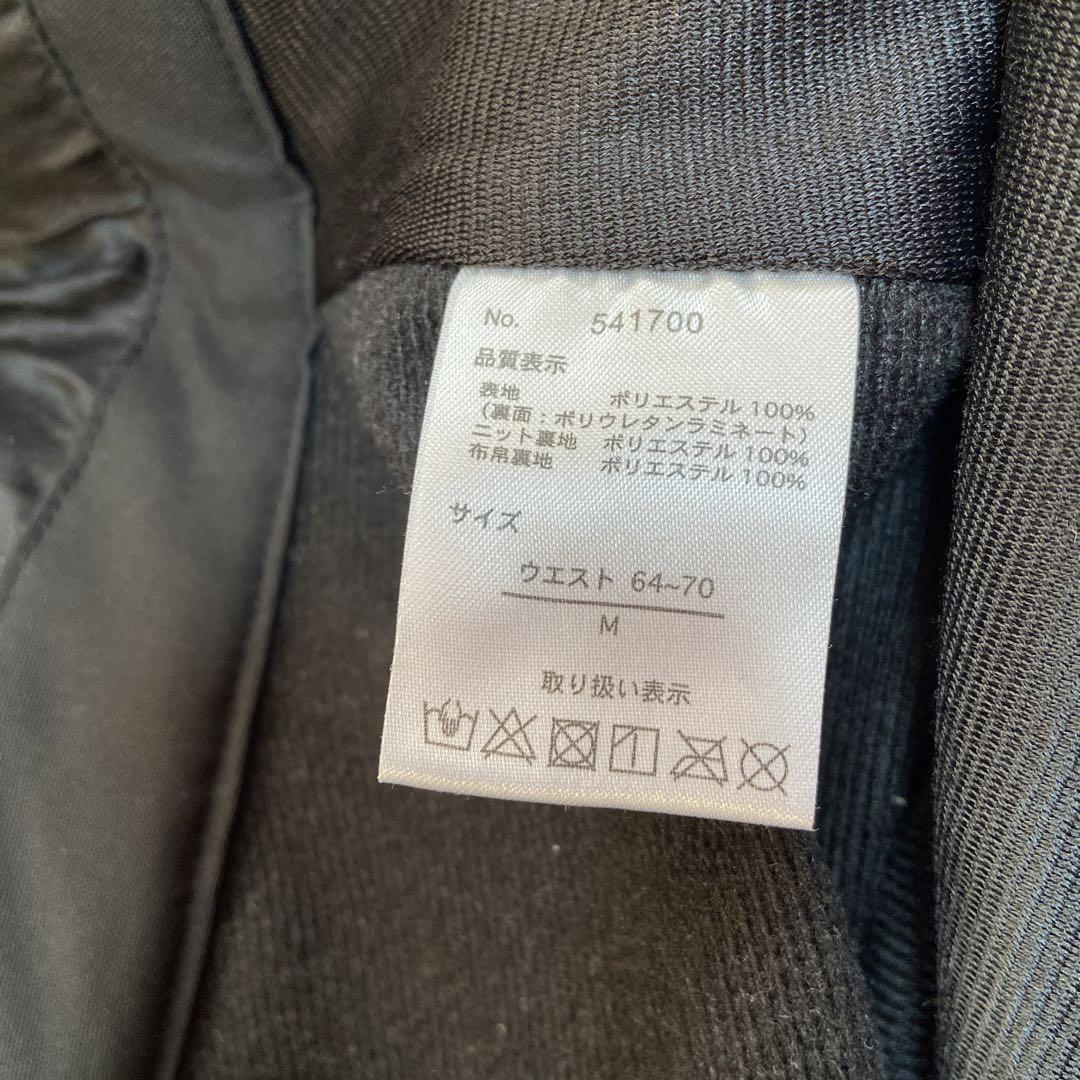 No. 541700
品質表示
表地 ポリエステル 100%
(裏面:ポリウレタンラミネート)
ニット裏地 ポリエステル 100%
布帛裏地 ポリエステル 100%
サイズ
ウエスト 64~70
M
取り扱い表示